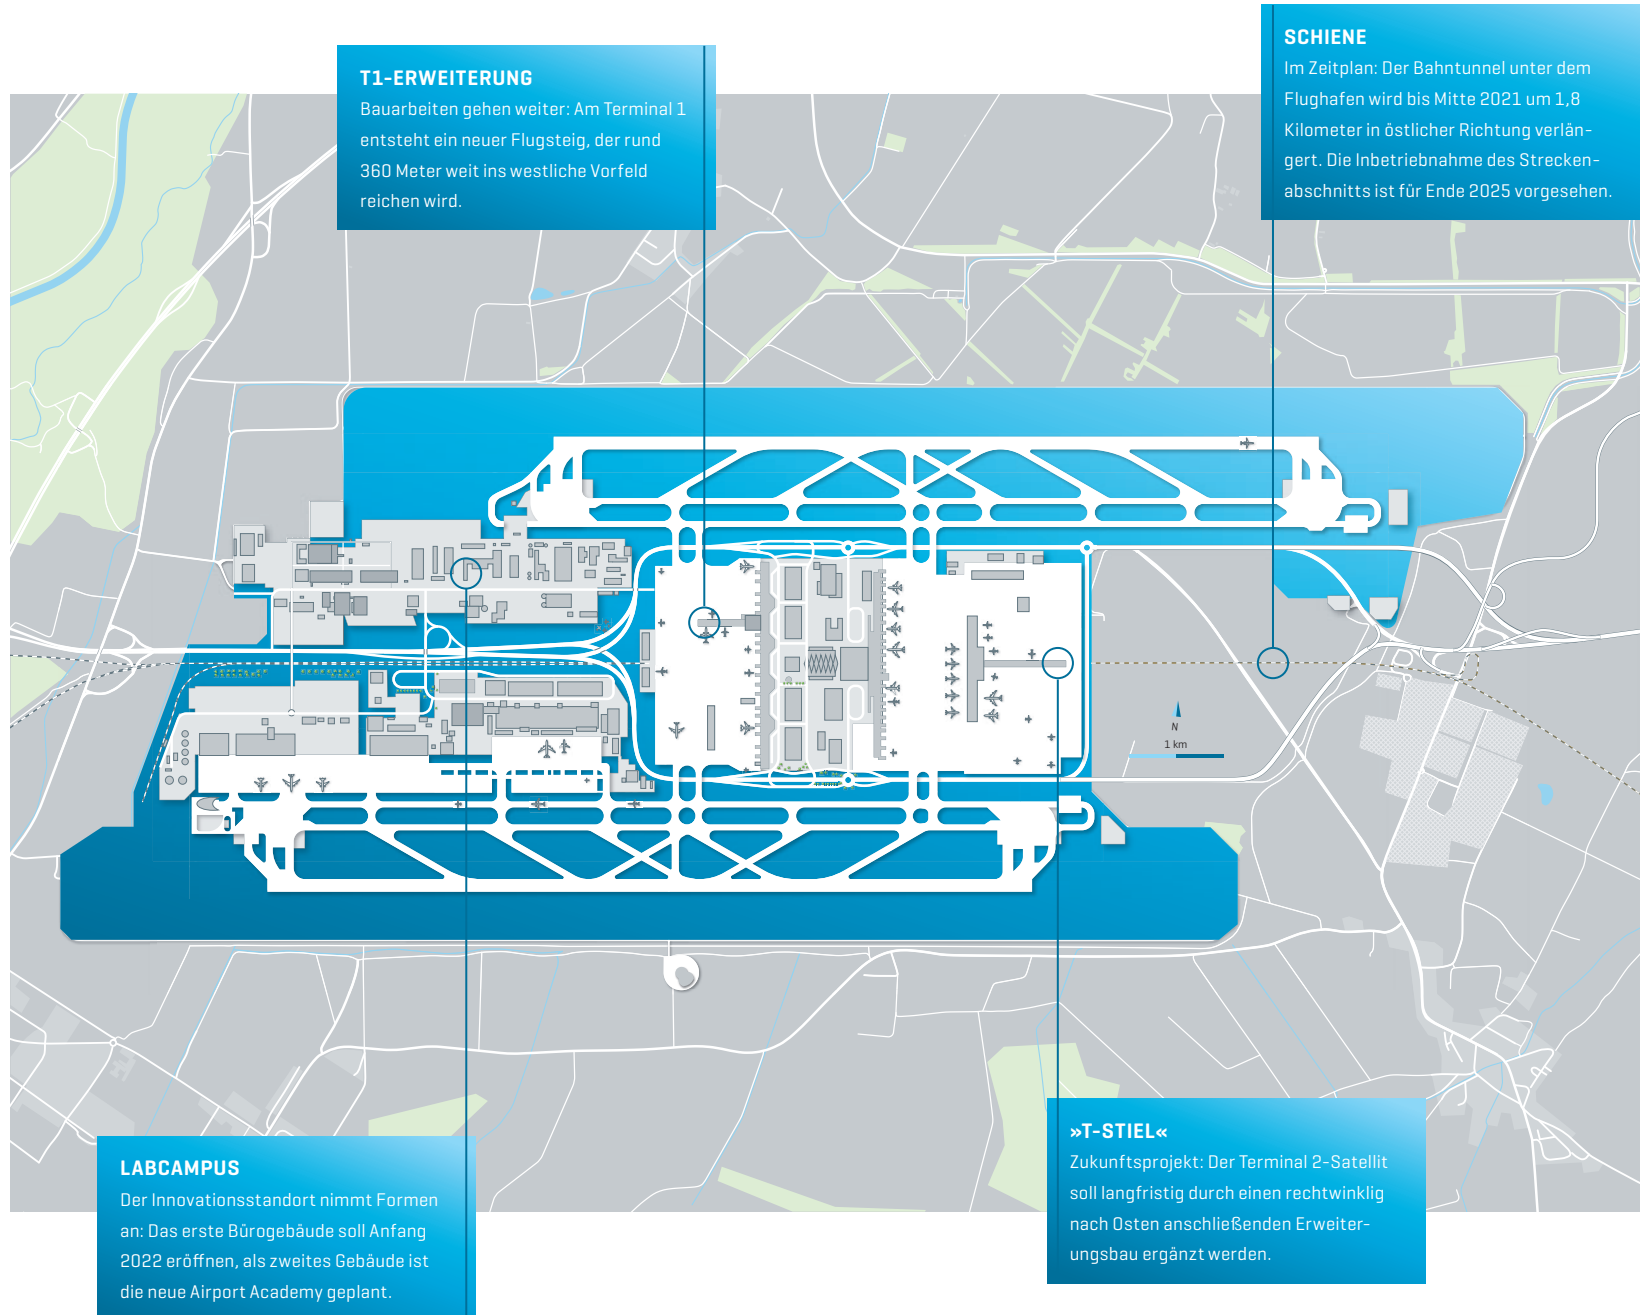 T1-ERWEITERUNG
Bauarbeiten gehen weiter: Am Terminal 1
entsteht ein neuer Flugsteig, der rund
360 Meter weit ins westliche Vorfeld
reichen wird.
SCHIENE
Im Zeitplan: Der Bahntunnel unter dem
Flughafen wird bis Mitte 2021 um 1,8
Kilometer in östlicher Richtung verlän-
gert. Die Inbetriebnahme des Strecken-
abschnitts ist für Ende 2025 vorgesehen.
N
1 km
LABCAMPUS
Der Innovationsstandort nimmt Formen
an: Das erste Bürogebäude soll Anfang
2022 eröffnen, als zweites Gebäude ist
die neue Airport Academy geplant.
»T-STIEL«
Zukunftsprojekt: Der Terminal 2-Satellit
soll langfristig durch einen rechtwinklig
nach Osten anschließenden Erweiter-
ungsbau ergänzt werden.